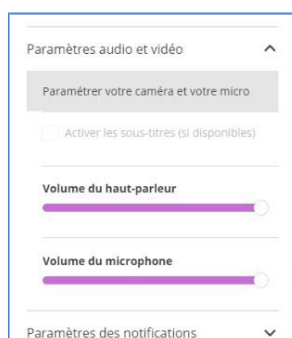 Paramètres audio et vidéo
Paramétrer votre caméra et votre micro
Activer les sous-titres (si disponibles)
Volume du haut-parleur
Volume du microphone
Paramètres des notifications